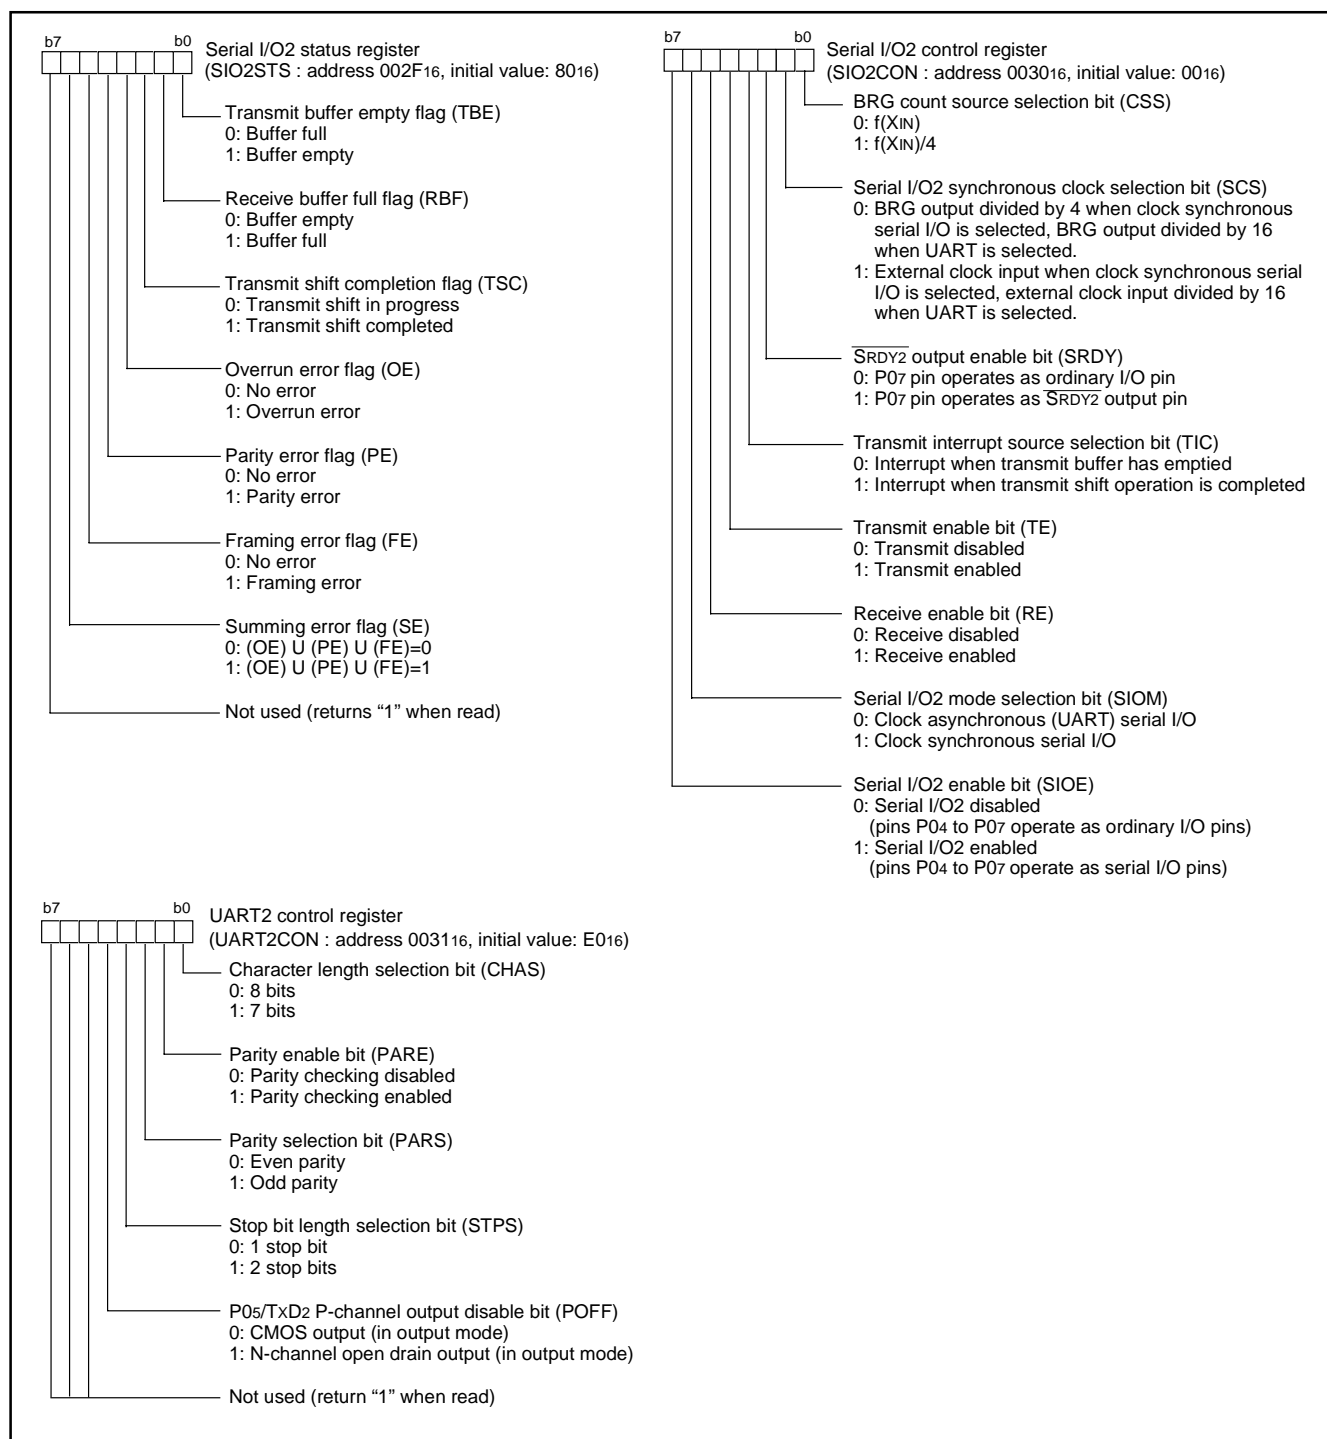 b7 b0
Serial I/O2 status register
(SIO2STS : address 002F16, initial value: 8016)
Transmit buffer empty flag (TBE)
0: Buffer full
1: Buffer empty
Receive buffer full flag (RBF)
0: Buffer empty
1: Buffer full
Transmit shift completion flag (TSC)
0: Transmit shift in progress
1: Transmit shift completed
Overrun error flag (OE)
0: No error
1: Overrun error
Parity error flag (PE)
0: No error
1: Parity error
Framing error flag (FE)
0: No error
1: Framing error
Summing error flag (SE)
0: (OE) U (PE) U (FE)=0
1: (OE) U (PE) U (FE)=1
Not used (returns “1” when read)
b7 b0
Serial I/O2 control register
(SIO2CON : address 003016, initial value: 0016)
BRG count source selection bit (CSS)
0: f(XIN)
1: f(XIN)/4
Serial I/O2 synchronous clock selection bit (SCS)
0: BRG output divided by 4 when clock synchronous
serial I/O is selected, BRG output divided by 16
when UART is selected.
1: External clock input when clock synchronous serial
I/O is selected, external clock input divided by 16
when UART is selected.
SRDY2 output enable bit (SRDY)
0: P07 pin operates as ordinary I/O pin
1: P07 pin operates as SRDY2 output pin
Transmit interrupt source selection bit (TIC)
0: Interrupt when transmit buffer has emptied
1: Interrupt when transmit shift operation is completed
Transmit enable bit (TE)
0: Transmit disabled
1: Transmit enabled
Receive enable bit (RE)
0: Receive disabled
1: Receive enabled
Serial I/O2 mode selection bit (SIOM)
0: Clock asynchronous (UART) serial I/O
1: Clock synchronous serial I/O
Serial I/O2 enable bit (SIOE)
0: Serial I/O2 disabled
(pins P04 to P07 operate as ordinary I/O pins)
1: Serial I/O2 enabled
(pins P04 to P07 operate as serial I/O pins)
b7 b0
UART2 control register
(UART2CON : address 003116, initial value: E016)
Character length selection bit (CHAS)
0: 8 bits
1: 7 bits
Parity enable bit (PARE)
0: Parity checking disabled
1: Parity checking enabled
Parity selection bit (PARS)
0: Even parity
1: Odd parity
Stop bit length selection bit (STPS)
0: 1 stop bit
1: 2 stop bits
P05/TXD2 P-channel output disable bit (POFF)
0: CMOS output (in output mode)
1: N-channel open drain output (in output mode)
Not used (return “1” when read)